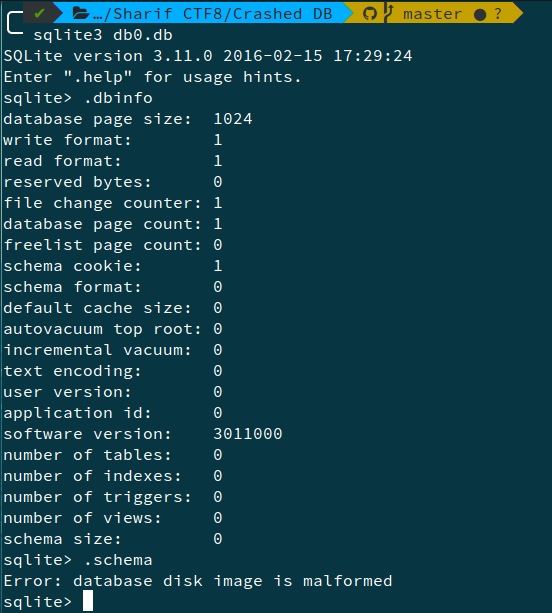 ✔ …/Sharif CTF8/Crashed DB master ● ?
sqlite3 db0.db
SQLite version 3.11.0 2016-02-15 17:29:24
Enter ".help" for usage hints.
sqlite> .dbinfo
database page size:  1024
write format:        1
read format:         1
reserved bytes:      0
file change counter: 1
database page count: 1
freelist page count: 0
schema cookie:       1
schema format:       0
default cache size:  0
autovacuum top root: 0
incremental vacuum:  0
text encoding:       0
user version:        0
application id:      0
software version:    3011000
number of tables:    0
number of indexes:   0
number of triggers:  0
number of views:     0
schema size:         0
sqlite> .schema
Error: database disk image is malformed
sqlite>